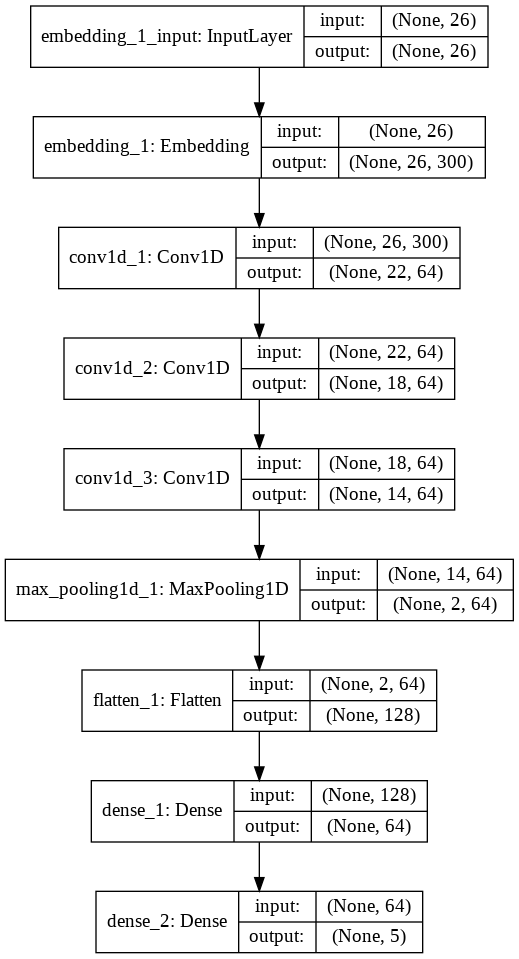 embedding_1_input: InputLayer
input: (None, 26)
output: (None, 26)
embedding_1: Embedding
input: (None, 26)
output: (None, 26, 300)
conv1d_1: Conv1D
input: (None, 26, 300)
output: (None, 22, 64)
conv1d_2: Conv1D
input: (None, 22, 64)
output: (None, 18, 64)
conv1d_3: Conv1D
input: (None, 18, 64)
output: (None, 14, 64)
max_pooling1d_1: MaxPooling1D
input: (None, 14, 64)
output: (None, 2, 64)
flatten_1: Flatten
input: (None, 2, 64)
output: (None, 128)
dense_1: Dense
input: (None, 128)
output: (None, 64)
dense_2: Dense
input: (None, 64)
output: (None, 5)